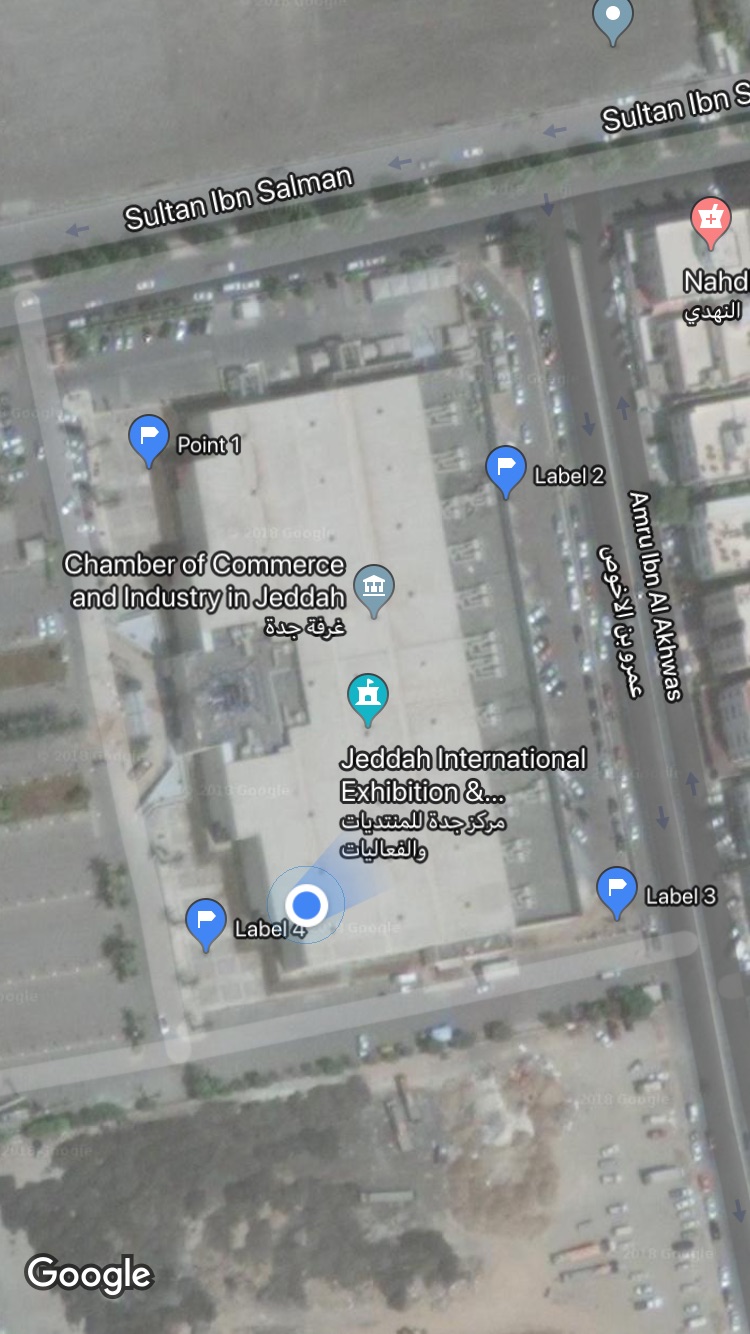 Sultan Ibn S
Sultan Ibn Salman
Nahd
النهدي
Point 1
Label 2
Amru Ibn Al Akhwas
عمرو بن الاخوص
Chamber of Commerce
and Industry in Jeddah
غرفة جدة
Jeddah International
Exhibition &...
مركز جدة للمنتديات
والفعاليات
Label 3
Label 4
Google